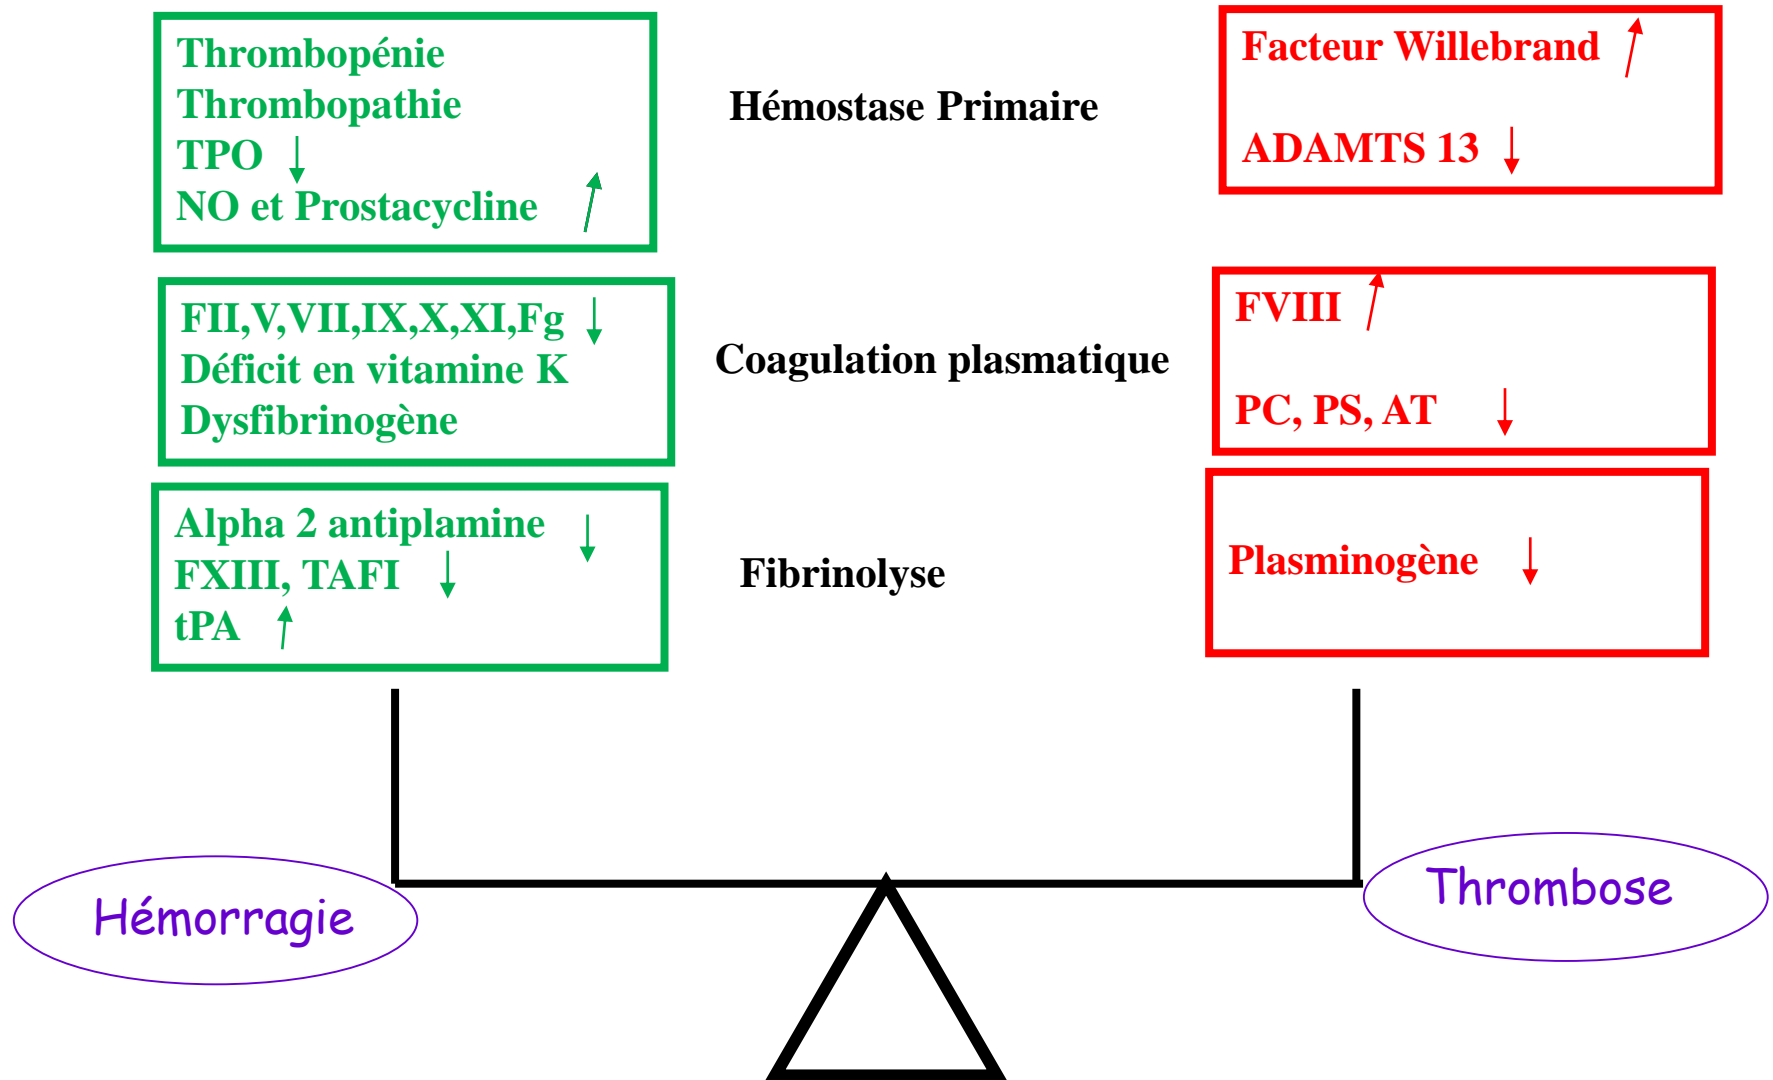 Thrombopénie
Thrombopathie
TPO ↓
NO et Prostacycline ↑
Hémostase Primaire
Facteur Willebrand ↑
ADAMTS 13 ↓
FII,V,VII,IX,X,XI,Fg ↓
Déficit en vitamine K
Dysfibrinogène
Coagulation plasmatique
FVIII ↑
PC, PS, AT ↓
Alpha 2 antiplamine ↓
FXIII, TAFI ↓
tPA ↑
Fibrinolyse
Plasminogène ↓
Hémorragie
Thrombose